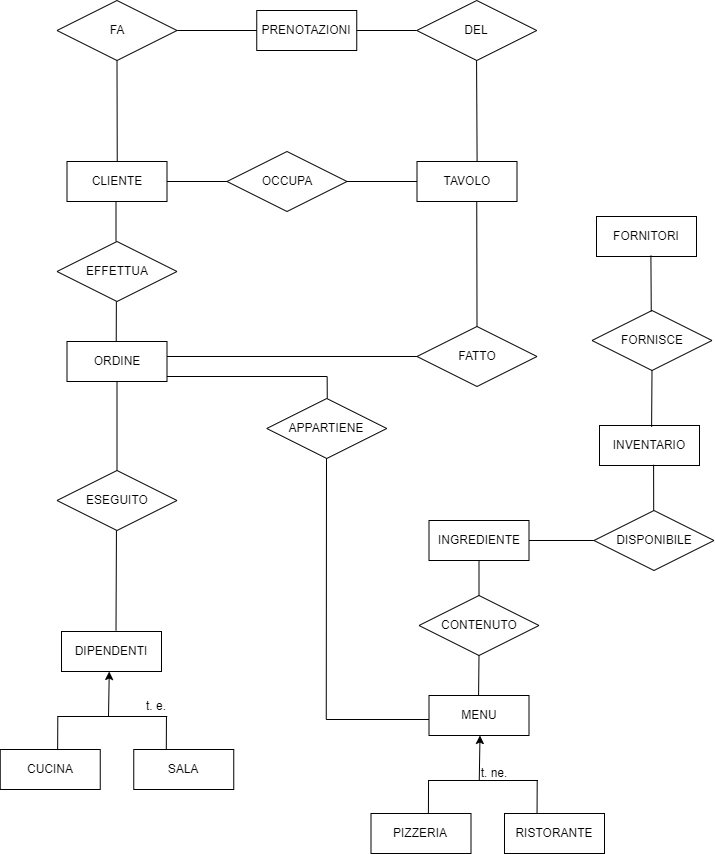 FA
PRENOTAZIONI
DEL
CLIENTE
OCCUPA
TAVOLO
FORNITORI
EFFETTUA
FORNISCE
ORDINE
FATTO
APPARTIENE
INVENTARIO
ESEGUITO
INGREDIENTE
DISPONIBILE
CONTENUTO
DIPENDENTI
t. e.
MENU
CUCINA
SALA
t. ne.
PIZZERIA
RISTORANTE